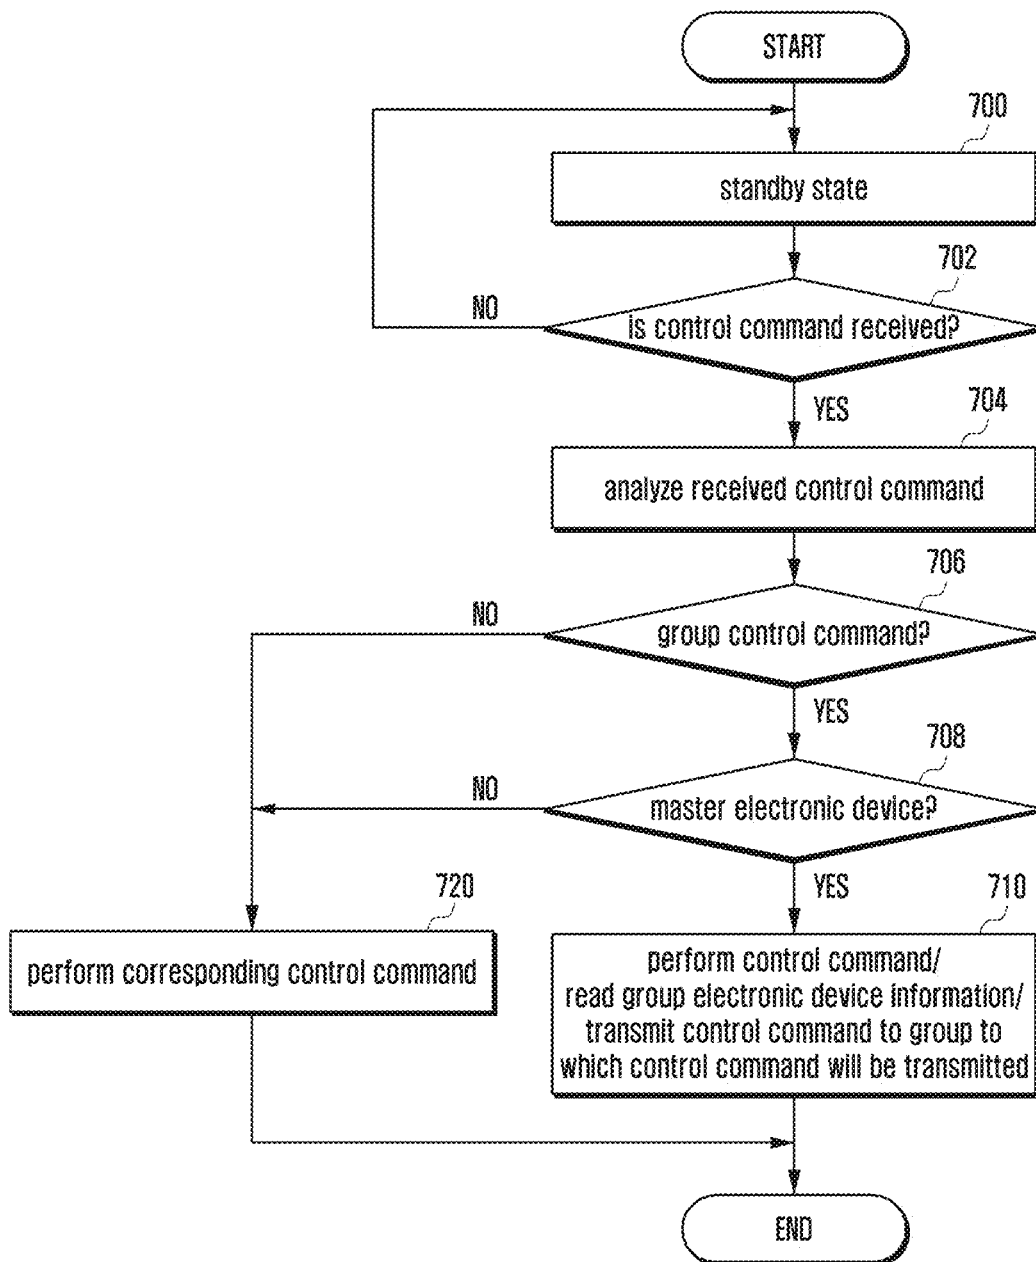 START
700
standby state
702
NO
is control command received?
YES
704
analyze received control command
706
NO
group control command?
YES
708
NO
master electronic device?
YES
720
710
perform corresponding control command
perform control command/
read group electronic device information/
transmit control command to group to
which control command will be transmitted
END